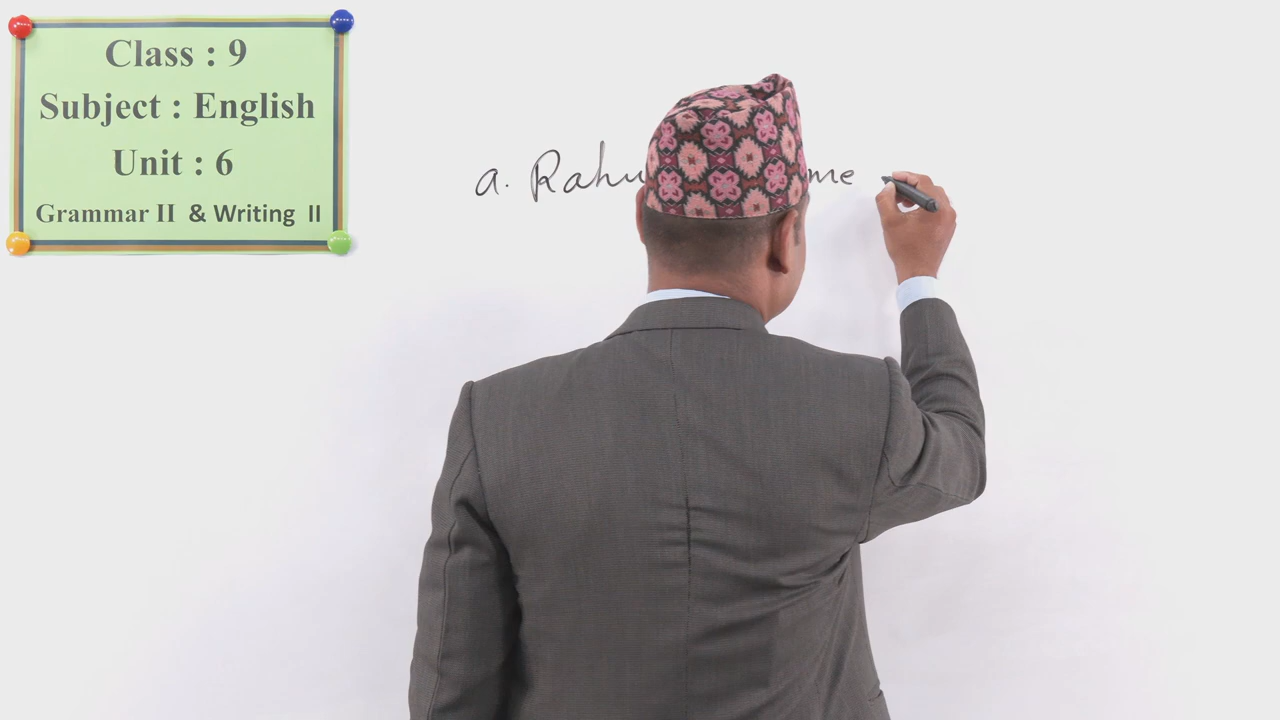 Class : 9
Subject : English
Unit : 6
Grammar II & Writing II
a. Rahu me